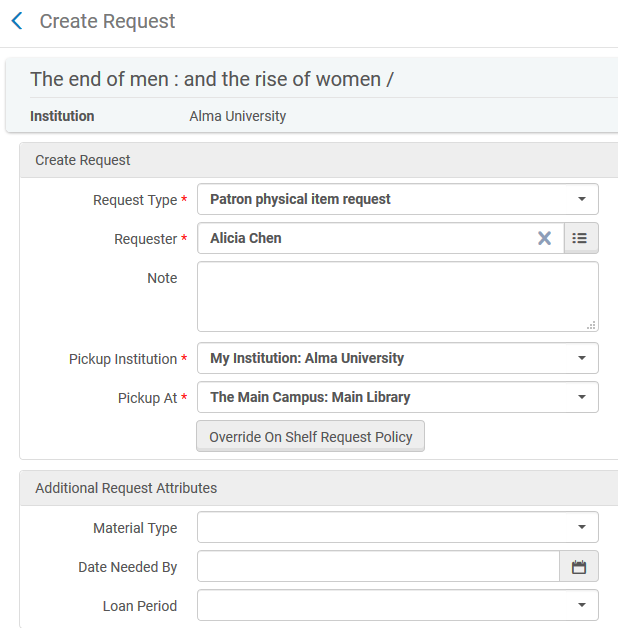 Create Request
The end of men : and the rise of women /
Institution Alma University
Create Request
Request Type * Patron physical item request
Requester * Alicia Chen
Note
Pickup Institution * My Institution: Alma University
Pickup At * The Main Campus: Main Library
Override On Shelf Request Policy
Additional Request Attributes
Material Type
Date Needed By
Loan Period